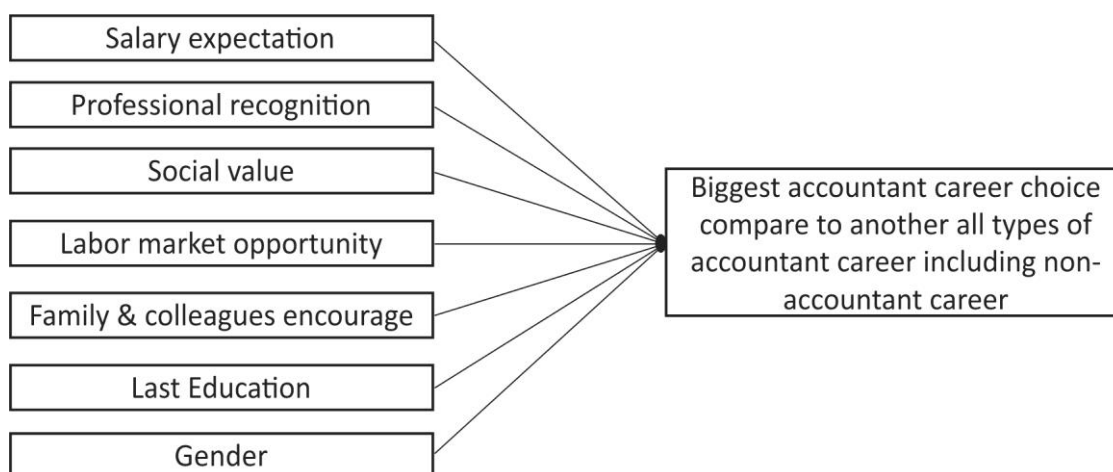 Salary expectation
Professional recognition
Social value
Labor market opportunity
Family & colleagues encourage
Last Education
Gender
Biggest accountant career choice
compare to another all types of
accountant career including non-
accountant career